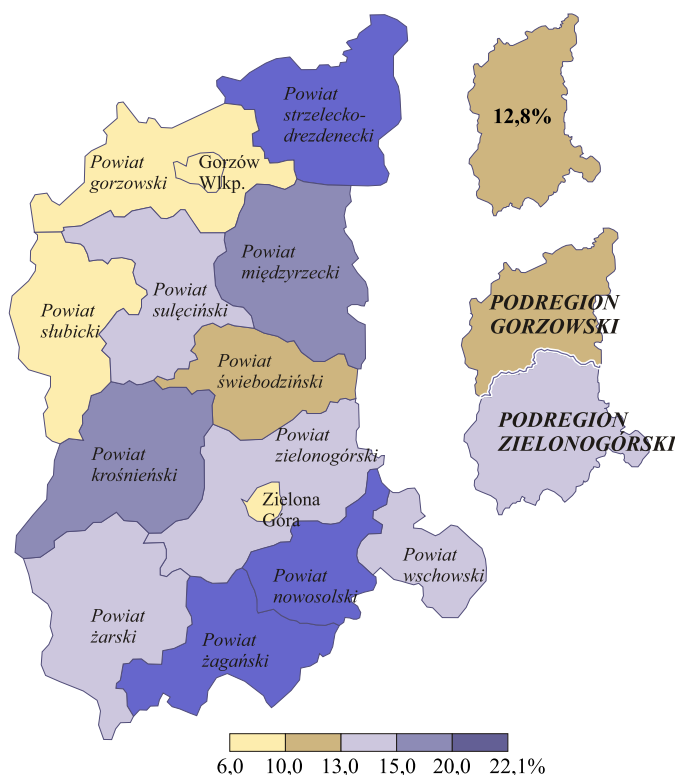 Powiat
strzelecko-
drezdenecki
12,8%
Powiat
gorzowski
Gorzów
Wlkp.
Powiat
międzyrzecki
Powiat
sulęciński
Powiat
słubicki
PODREGION
GORZOWSKI
Powiat
świebodziński
Powiat
zielonogórski
PODREGION
ZIELONOGÓRSKI
Powiat
krośnieński
Zielona
Góra
Powiat
wschowski
Powiat
nowosolski
Powiat
żarski
Powiat
żagański
6,0 10,0 13,0 15,0 20,0 22,1%